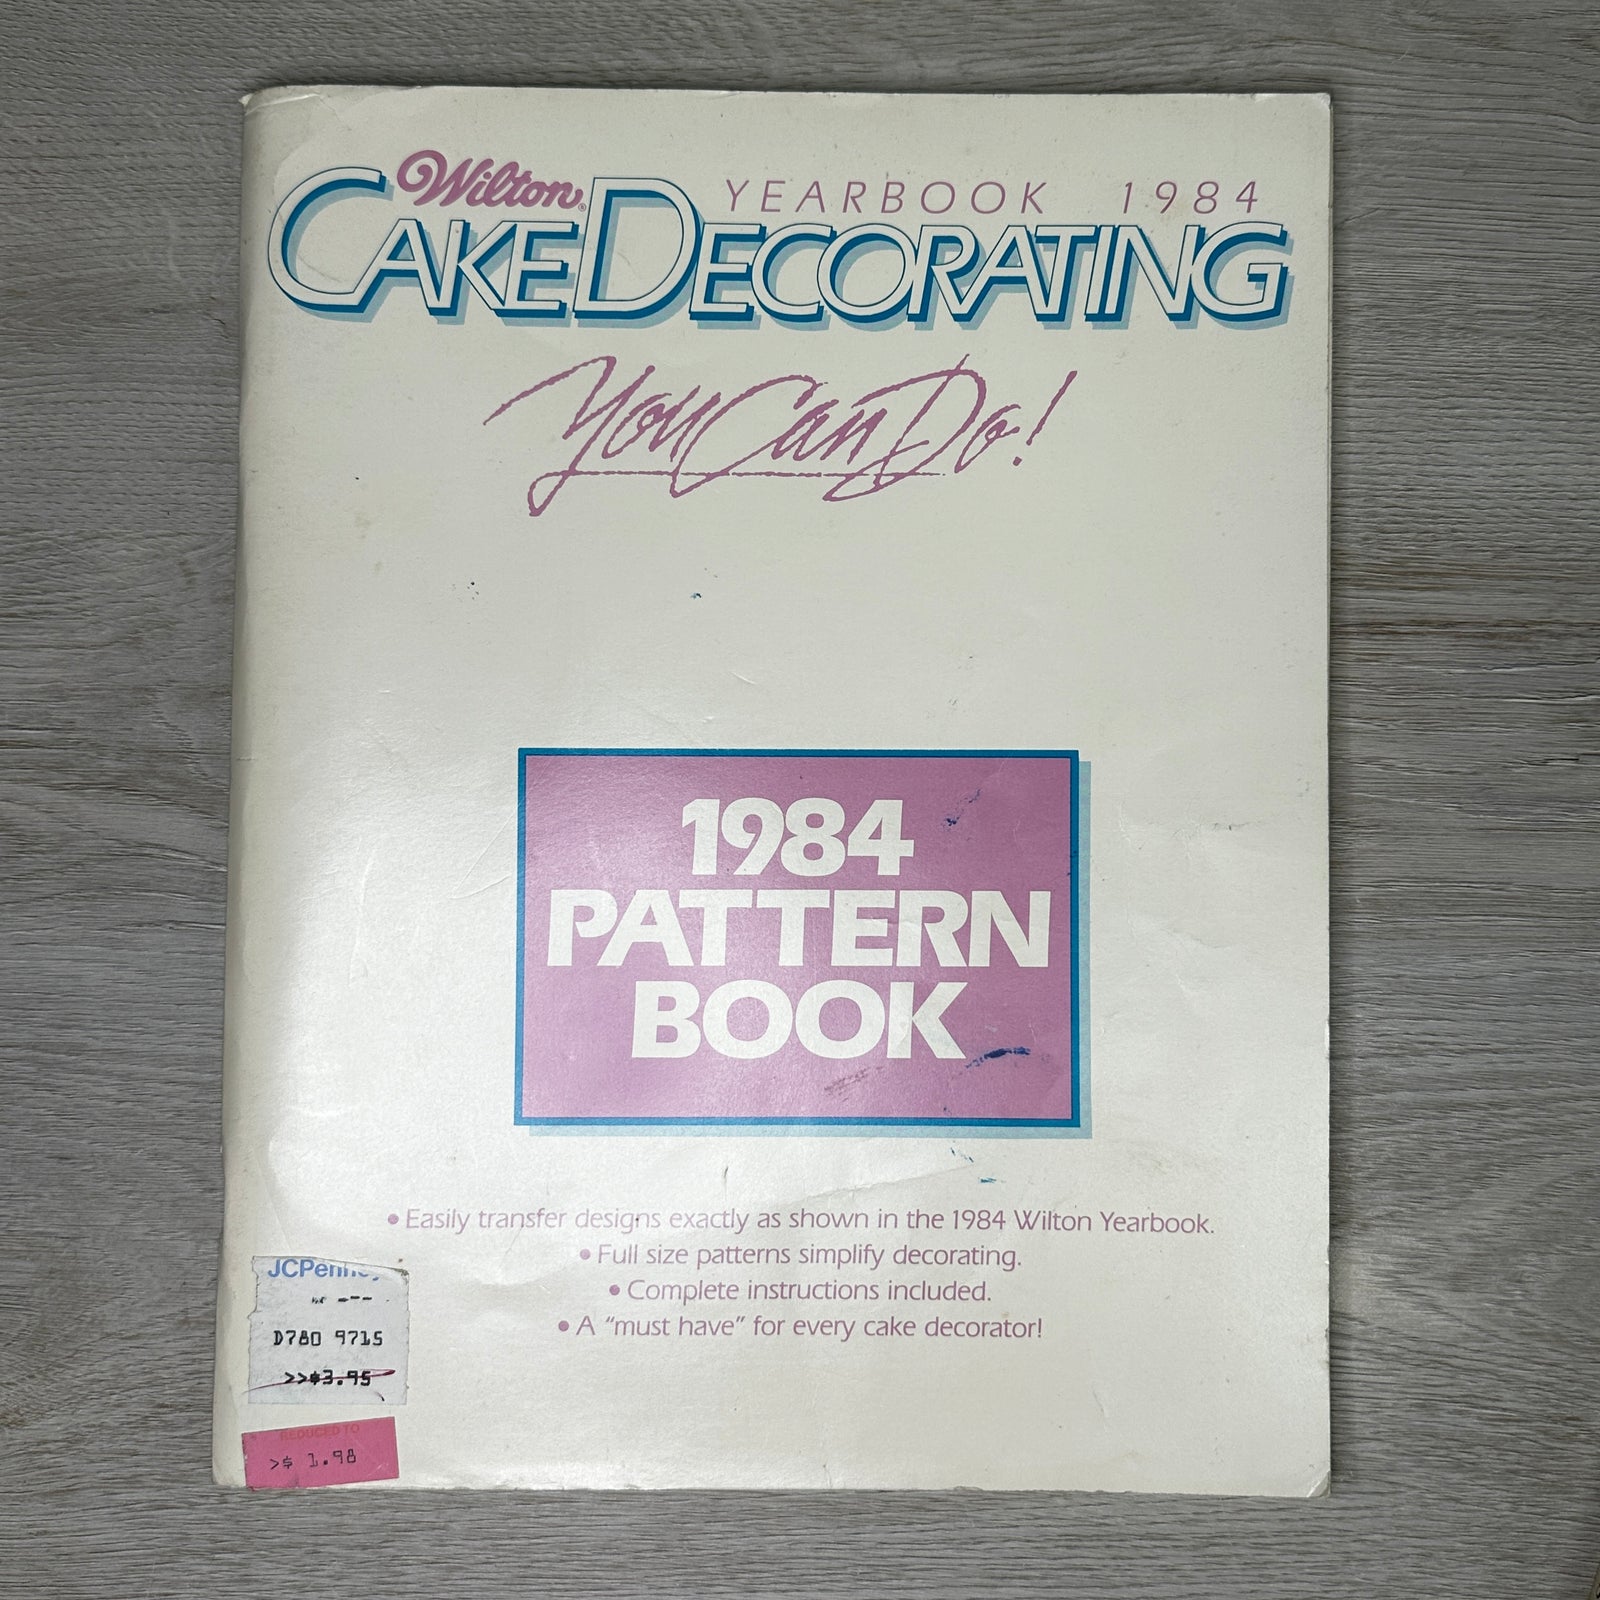 Wilton®
YEARBOOK 1984
CAKE DECORATING
You Can Do!
1984
PATTERN
BOOK
• Easily transfer designs exactly as shown in the 1984 Wilton Yearbook.
• Full size patterns simplify decorating.
• Complete instructions included.
• A “must have” for every cake decorator!
JCPenney
D780 9715
>>$3.95
REDUCED TO
>$ 1.98